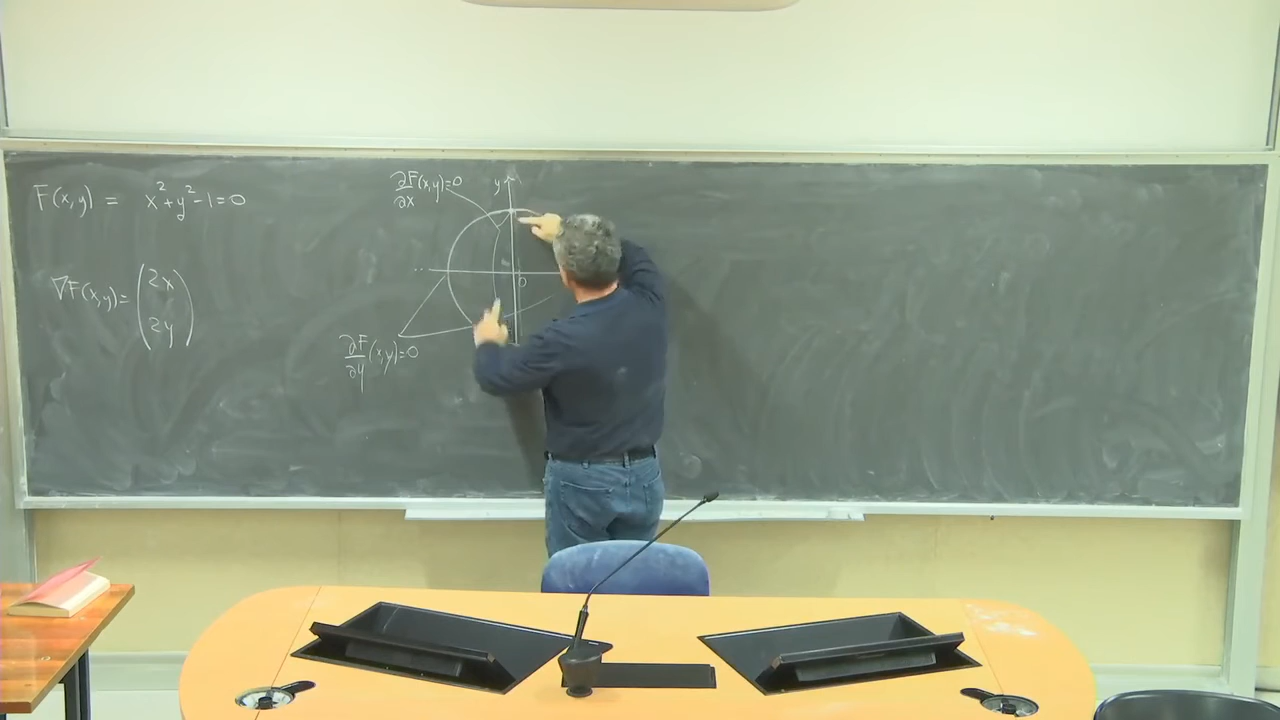 F(x,y) = x²+y²-1=0
∇F(x,y)=(2x
2y)
∂F/∂x(x,y)=0
y
0
∂F/∂y(x,y)=0